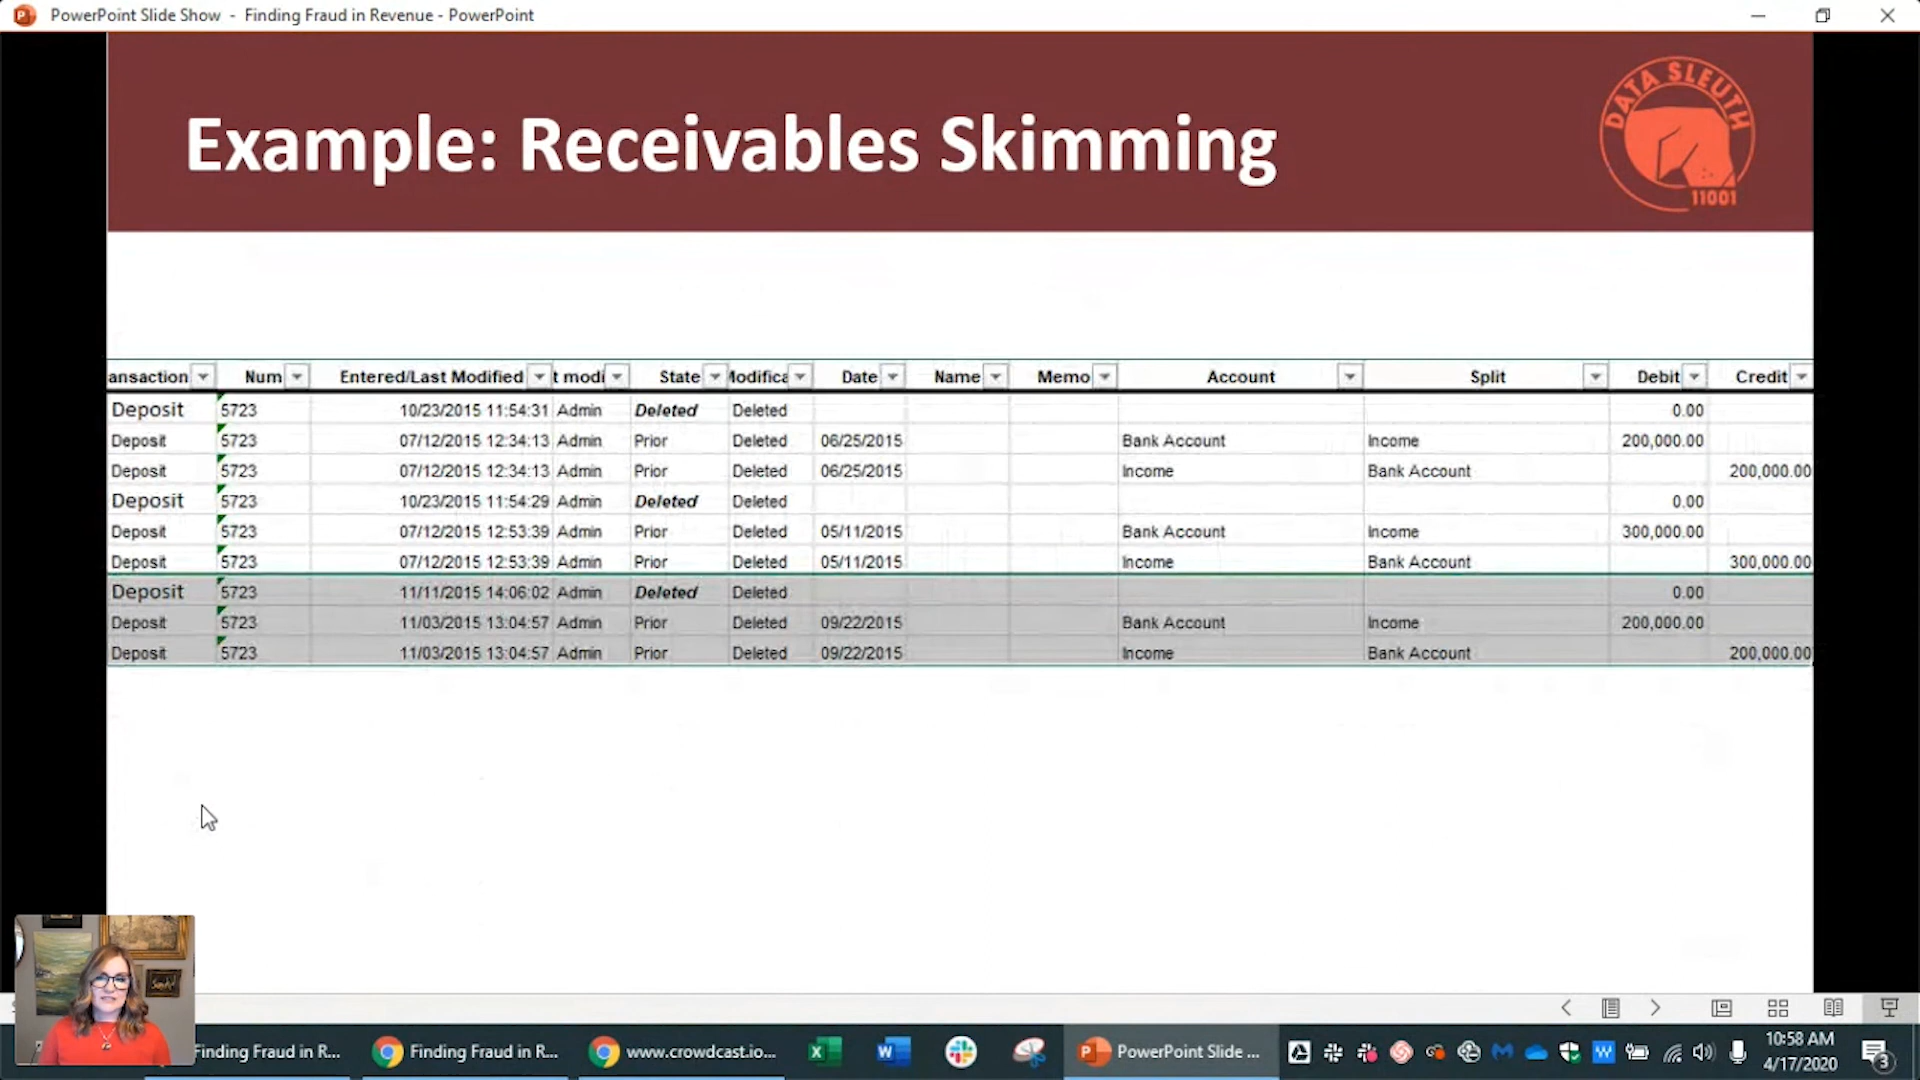 PowerPoint Slide Show - Finding Fraud in Revenue - PowerPoint
Example: Receivables Skimming
DATA SLEUTH
11001
ansaction Num Entered/Last Modified t modi State Modifica Date Name Memo Account Split Debit Credit
Deposit 5723 10/23/2015 11:54:31 Admin Deleted Deleted 0.00
Deposit 5723 07/12/2015 12:34:13 Admin Prior Deleted 06/25/2015 Bank Account Income 200,000.00
Deposit 5723 07/12/2015 12:34:13 Admin Prior Deleted 06/25/2015 Income Bank Account 200,000.00
Deposit 5723 10/23/2015 11:54:29 Admin Deleted Deleted 0.00
Deposit 5723 07/12/2015 12:53:39 Admin Prior Deleted 05/11/2015 Bank Account Income 300,000.00
Deposit 5723 07/12/2015 12:53:39 Admin Prior Deleted 05/11/2015 Income Bank Account 300,000.00
Deposit 5723 11/11/2015 14:06:02 Admin Deleted Deleted 0.00
Deposit 5723 11/03/2015 13:04:57 Admin Prior Deleted 09/22/2015 Bank Account Income 200,000.00
Deposit 5723 11/03/2015 13:04:57 Admin Prior Deleted 09/22/2015 Income Bank Account 200,000.00
Finding Fraud in R... Finding Fraud in R... www.crowdcast.io... PowerPoint Slide ... 10:58 AM
4/17/2020 3